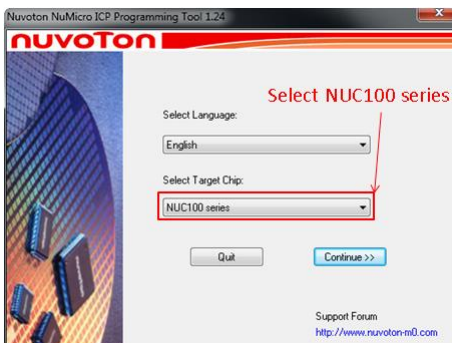 Nuvoton NuMicro ICP Programming Tool 1.24
nuvoTon
Select NUC100 series
Select Language:
English
Select Target Chip:
NUC100 series
Quit
Continue >>
Support Forum
http://www.nuvoton-m0.com